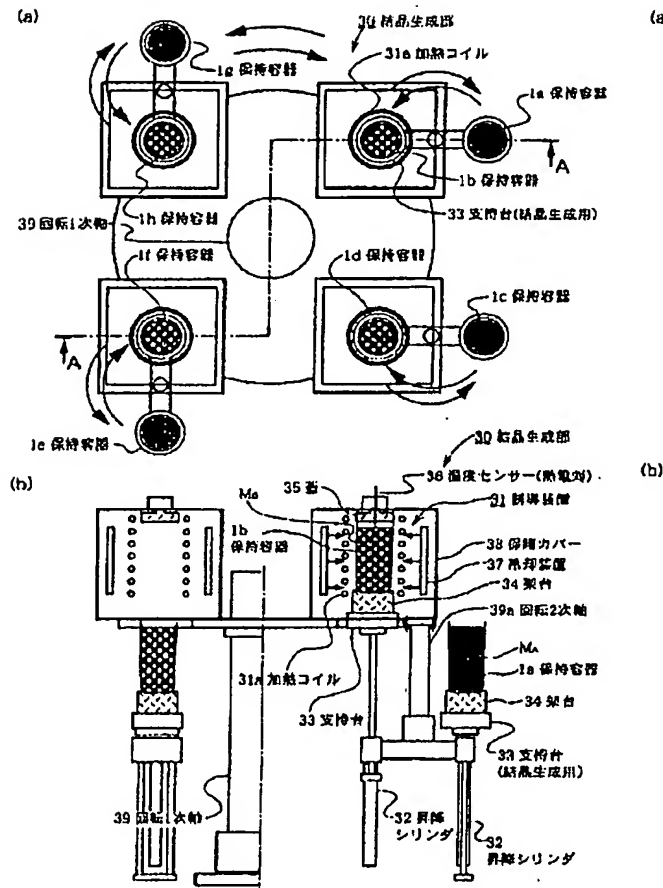 (a)
(a
30 結晶生成部
1g 保持容器
31a 加熱コイル
1a 保持容器
A
1b 保持容器
1h 保持容器
33 支持台(結晶生成用)
39 回転1次軸
1f 保持容器
1d 保持容器
1c 保持容器
A
1e 保持容器
30 結晶生成部
(b)
(b)
36 温度センサー(熱電対)
35 蓋
31 誘導装置
1b
保持容器
38 保護カバー
37 冷却装置
34 架台
39a 回転2次軸
31a 加熱コイル
1a 保持容器
33 支持台
34 架台
33 支持台
(結晶生成用)
39 回転1次軸
32 昇降
シリンダ
32
昇降シリンダ